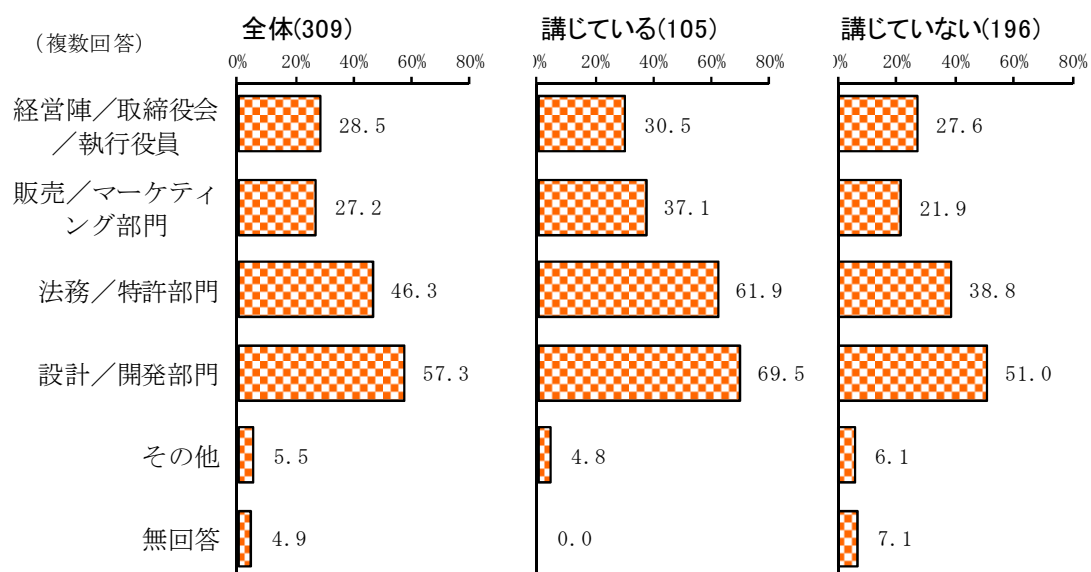 （複数回答）
全体(309)
講じている(105)
講じていない(196)
0% 20% 40% 60% 80%
0% 20% 40% 60% 80%
0% 20% 40% 60% 80%
経営陣／取締役会
／執行役員
28.5
30.5
27.6
販売／マーケティ
ング部門
27.2
37.1
21.9
法務／特許部門
46.3
61.9
38.8
設計／開発部門
57.3
69.5
51.0
その他
5.5
4.8
6.1
無回答
4.9
0.0
7.1